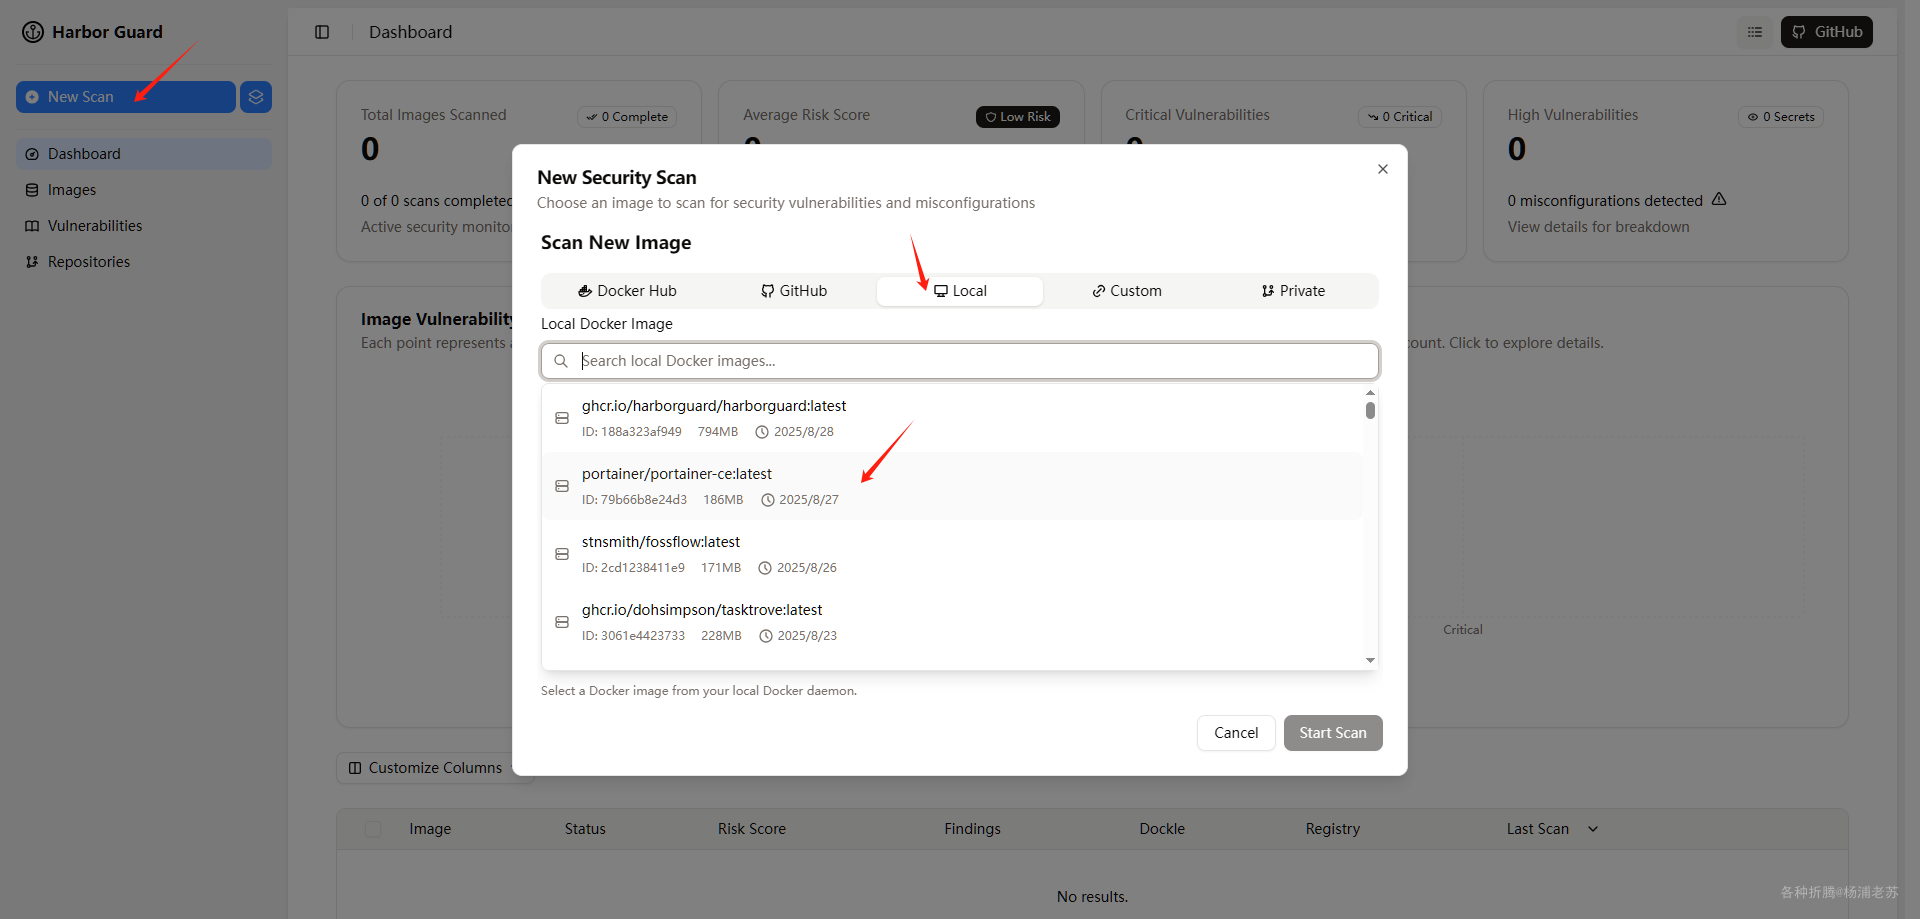 Harbor Guard
New Scan
Dashboard
Images
Vulnerabilities
Repositories
Dashboard
GitHub
Total Images Scanned
0 Complete
0
0 of 0 scans completed
Active security monito
Average Risk Score
Low Risk
Critical Vulnerabilities
0 Critical
High Vulnerabilities
0 Secrets
0
0 misconfigurations detected
View details for breakdown
Image Vulnerability
Each point represents
ount. Click to explore details.
Critical
New Security Scan
Choose an image to scan for security vulnerabilities and misconfigurations
Scan New Image
Docker Hub
GitHub
Local
Custom
Private
Local Docker Image
Search local Docker images...
ghcr.io/harborguard/harborguard:latest
ID: 188a323af949 794MB 2025/8/28
portainer/portainer-ce:latest
ID: 79b66b8e24d3 186MB 2025/8/27
stnsmith/fossflow:latest
ID: 2cd1238411e9 171MB 2025/8/26
ghcr.io/dohsimpson/tasktrove:latest
ID: 3061e4423733 228MB 2025/8/23
Select a Docker image from your local Docker daemon.
Cancel
Start Scan
Customize Columns
Image Status Risk Score Findings Dockle Registry Last Scan
No results.
各种折腾@杨浦老苏